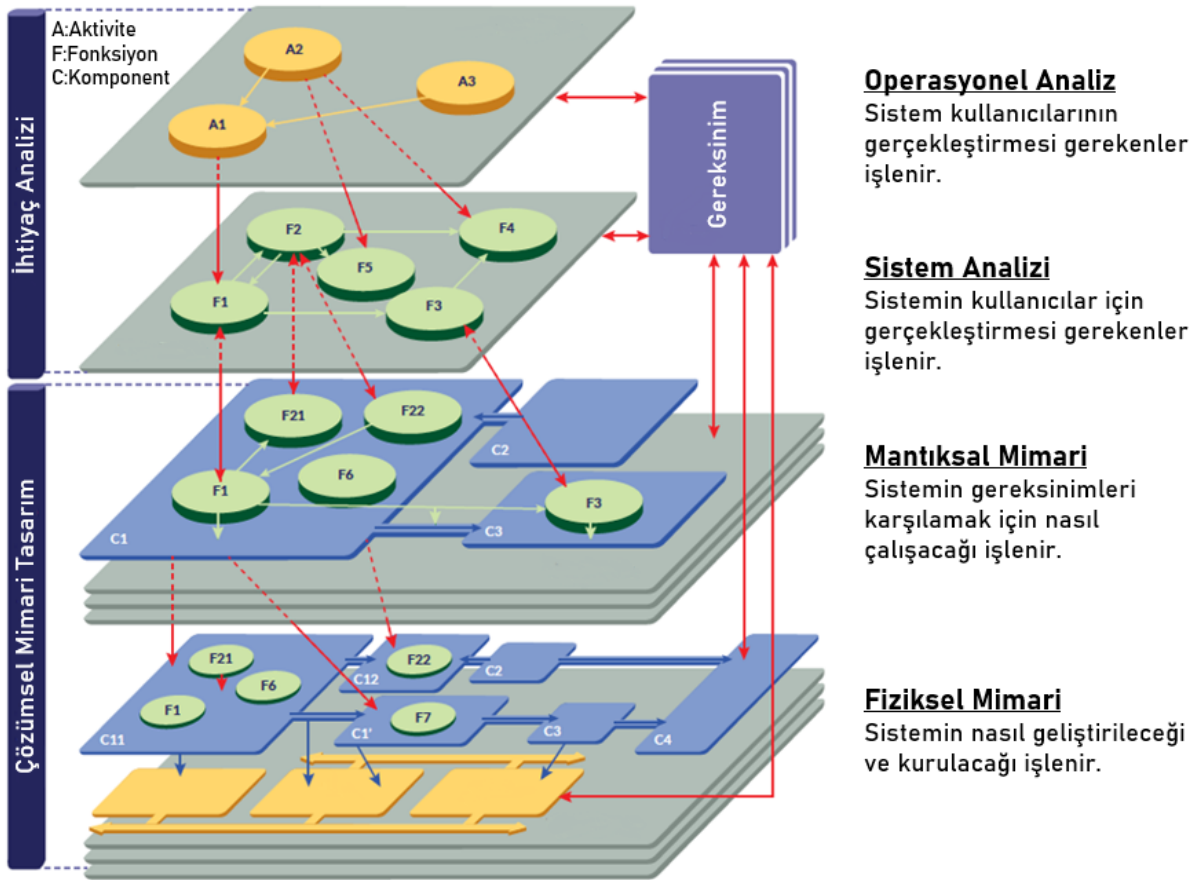 İhtiyaç Analizi
A:Aktivite
F:Fonksiyon
C:Komponent
A2
A3
A1
Gereksinim
Operasyonel Analiz
Sistem kullanıcılarının
gerçekleştirmesi gerekenler
işlenir.
F2
F4
F5
F1
F3
Sistem Analizi
Sistemin kullanıcılar için
gerçekleştirmesi gerekenler
işlenir.
Çözümsel Mimari Tasarım
F21
F22
C2
F6
F1
F3
C1
C3
Mantıksal Mimari
Sistemin gereksinimleri
karşılamak için nasıl
çalışacağı işlenir.
F21
F22
C2
F6
C12
F1
F7
C11
C1'
C3
C4
Fiziksel Mimari
Sistemin nasıl geliştirileceği
ve kurulacağı işlenir.